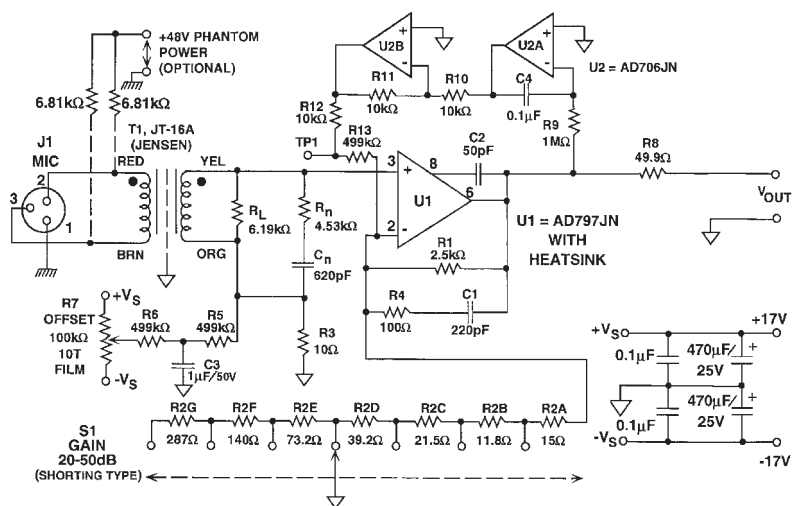 +48V PHANTOM
POWER
(OPTIONAL)
6.81kΩ
6.81kΩ
J1
MIC
2
3
1
T1, JT-16A
(JENSEN)
RED
BRN
YEL
ORG
RL
6.19kΩ
Rn
4.53kΩ
Cn
620pF
R3
10Ω
+VS
R7
OFFSET
100kΩ
10T
FILM
-VS
R6
499kΩ
R5
499kΩ
C3
1μF/50V
U2B
+
-
U2A
+
-
U2 = AD706JN
R11
10kΩ
R10
10kΩ
C4
0.1μF
R12
10kΩ
TP1
R13
499kΩ
R9
1MΩ
C2
50pF
3
+
8
U1
6
2
-
R8
49.9Ω
VOUT
U1 = AD797JN
WITH
HEATSINK
R1
2.5kΩ
R4
100Ω
C1
220pF
S1
GAIN
20-50dB
(SHORTING TYPE)
R2G
287Ω
R2F
140Ω
R2E
73.2Ω
R2D
39.2Ω
R2C
21.5Ω
R2B
11.8Ω
R2A
15Ω
+VS
+17V
0.1μF
470μF/
25V
+
0.1μF
470μF/
25V
+
-VS
-17V